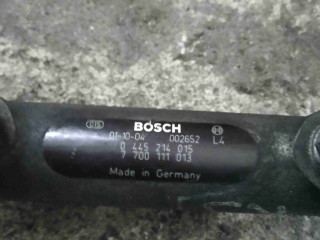 BOSCH
01-10-04 002652 L4
0 445 214 015
7 700 111 013
Made in Germany